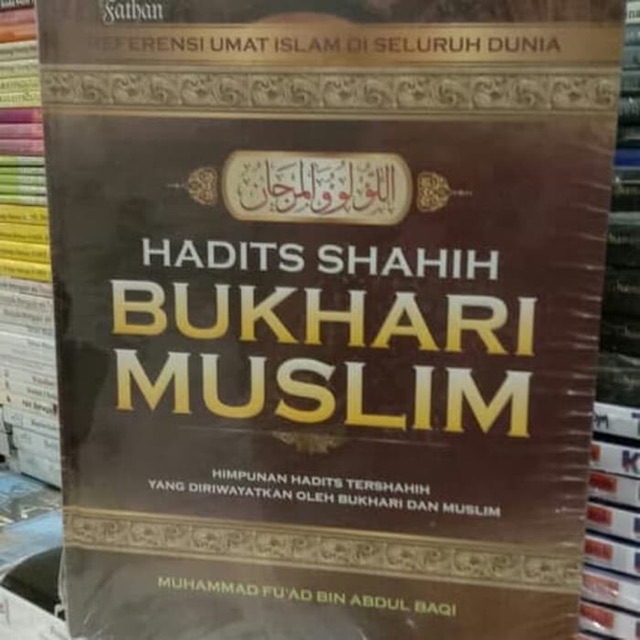 Fathan
REFERENSI UMAT ISLAM DI SELURUH DUNIA
اللؤلؤ والمرجان
HADITS SHAHIH
BUKHARI
MUSLIM
HIMPUNAN HADITS TERSHAHIH
YANG DIRIWAYATKAN OLEH BUKHARI DAN MUSLIM
MUHAMMAD FU'AD BIN ABDUL BAQI